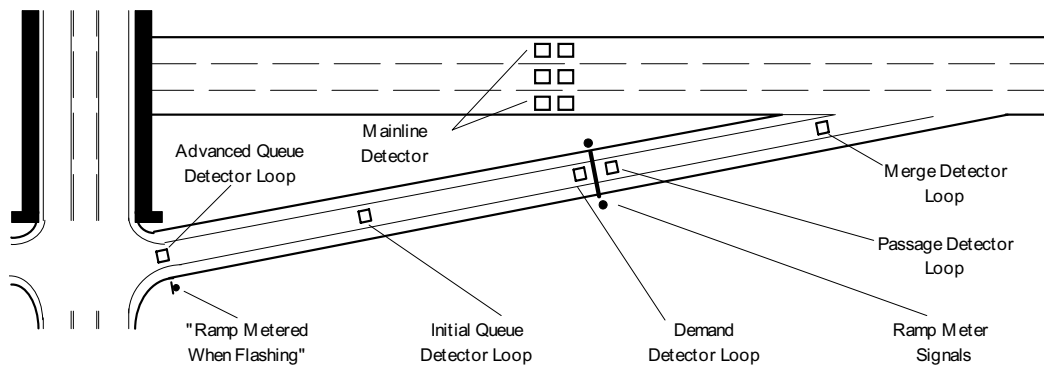 Mainline
Detector
Advanced Queue
Detector Loop
Merge Detector
Loop
Passage Detector
Loop
"Ramp Metered
When Flashing"
Initial Queue
Detector Loop
Demand
Detector Loop
Ramp Meter
Signals